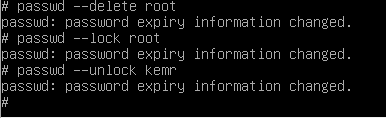 # passwd --delete root
passwd: password expiry information changed.
# passwd --lock root
passwd: password expiry information changed.
# passwd --unlock kemr
passwd: password expiry information changed.
#